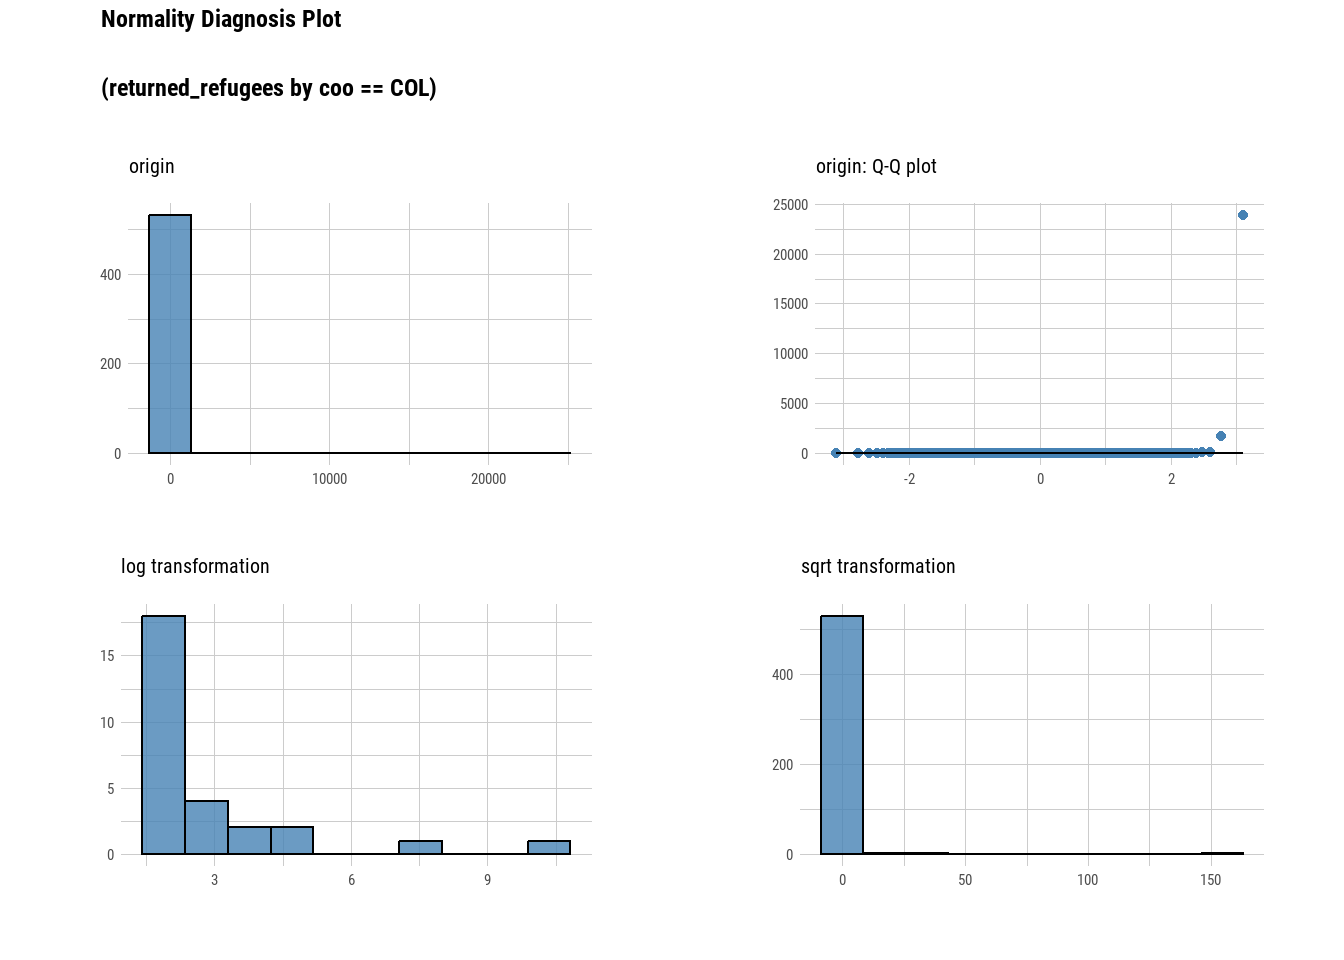 Normality Diagnosis Plot
(returned_refugees by coo == COL)
origin
400
200
0
0 10000 20000
origin: Q-Q plot
25000
20000
15000
10000
5000
0
-2 0 2
log transformation
15
10
5
0
3 6 9
sqrt transformation
400
200
0
0 50 100 150